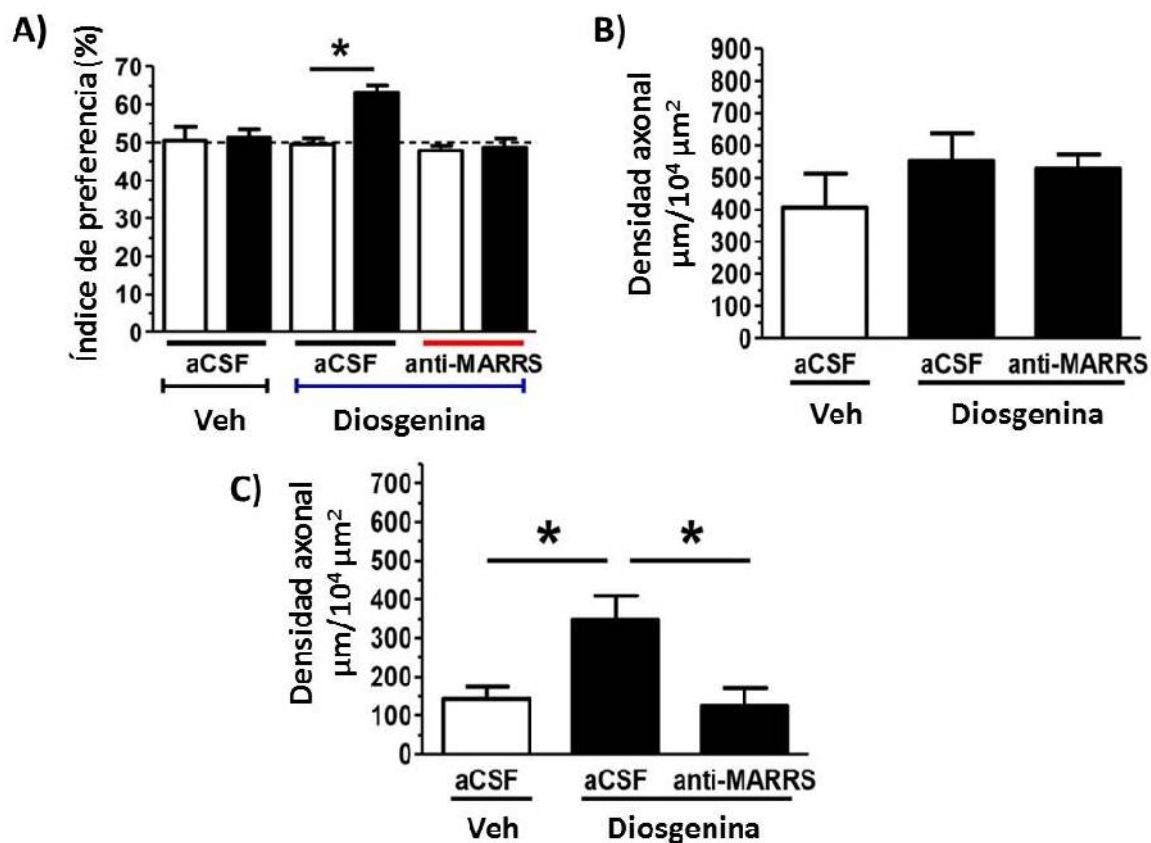 A)
Índice de preferencia (%)
70
60
50
40
30
20
10
0
*
aCSF
aCSF
anti-MARRS
Veh
Diosgenina
B)
Densidad axonal
μm/10⁴ μm²
900
800
700
600
500
400
300
200
100
0
aCSF
aCSF
anti-MARRS
Veh
Diosgenina
C)
Densidad axonal
μm/10⁴ μm²
700
600
500
400
300
200
100
0
*
*
aCSF
aCSF
anti-MARRS
Veh
Diosgenina